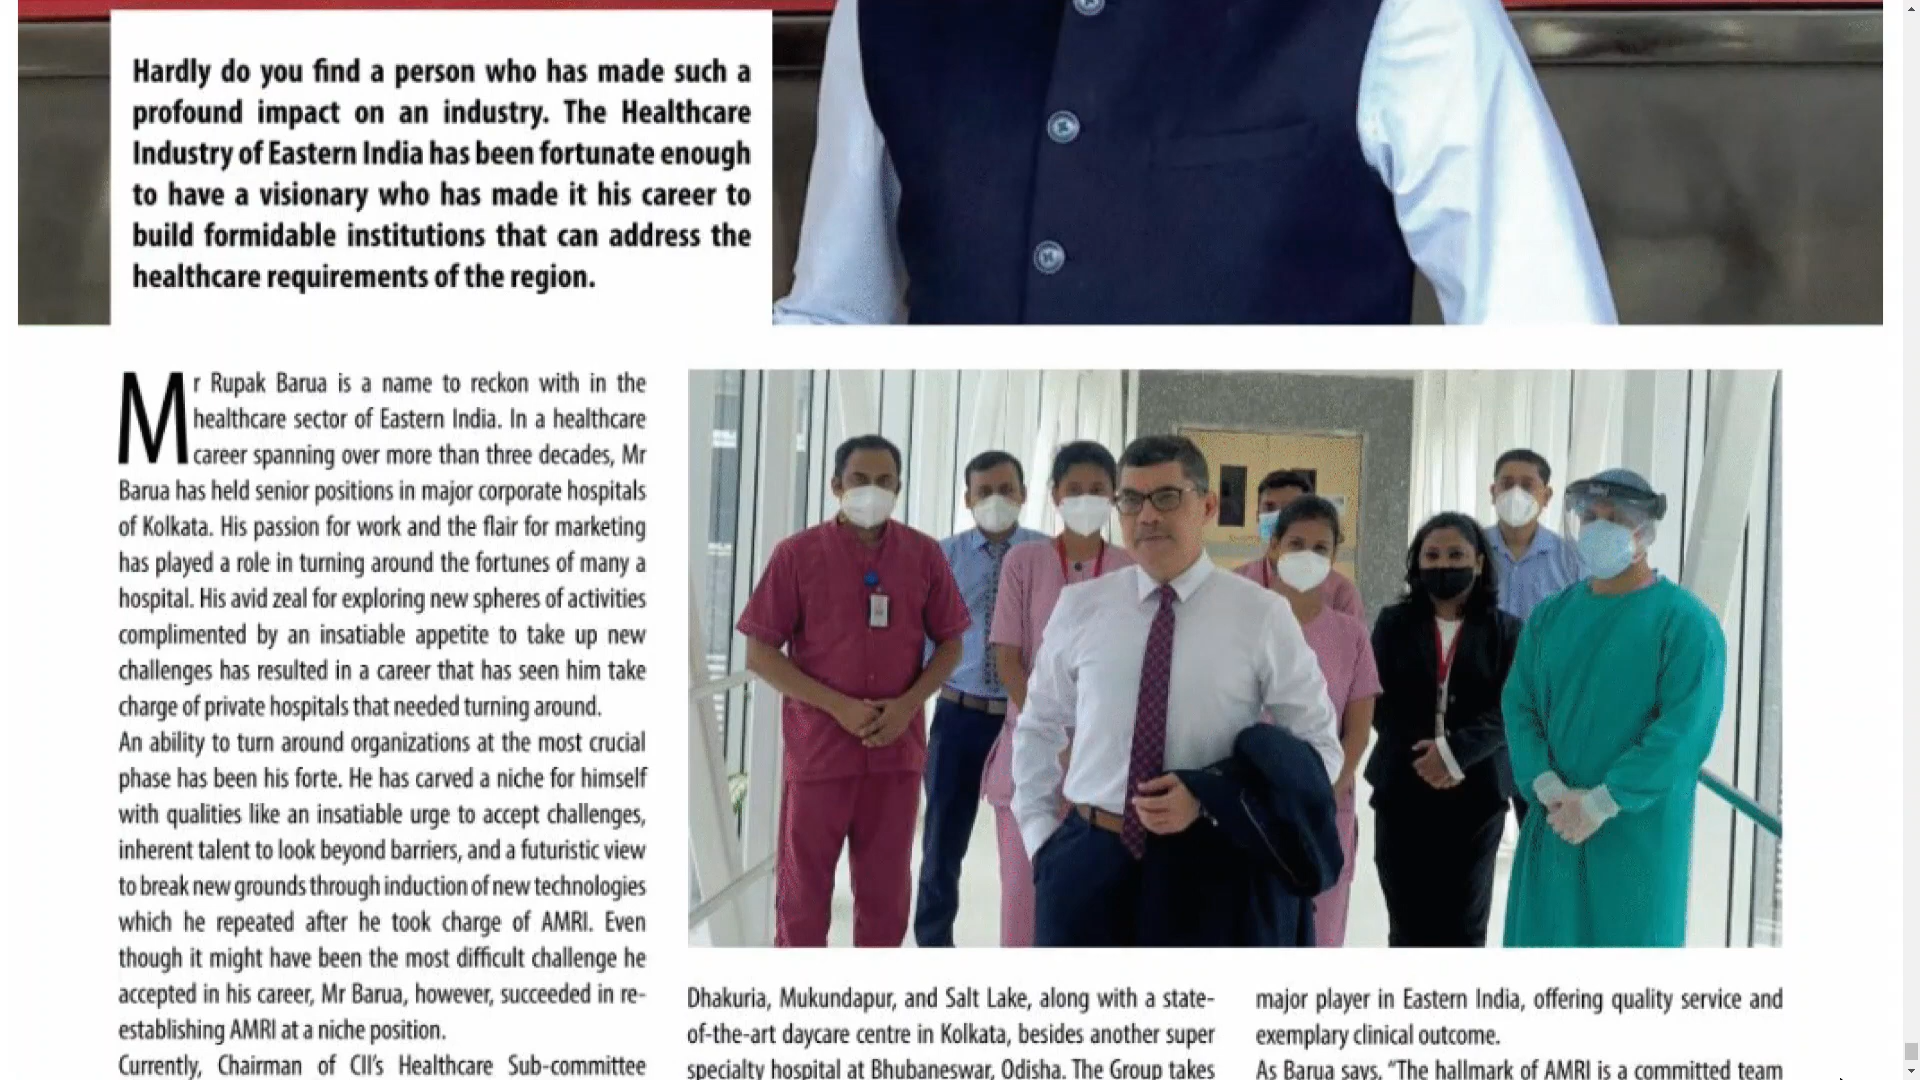 Hardly do you find a person who has made such a
profound impact on an industry. The Healthcare
Industry of Eastern India has been fortunate enough
to have a visionary who has made it his career to
build formidable institutions that can address the
healthcare requirements of the region.
Mr Rupak Barua is a name to reckon with in the
healthcare sector of Eastern India. In a healthcare
career spanning over more than three decades, Mr
Barua has held senior positions in major corporate hospitals
of Kolkata. His passion for work and the flair for marketing
has played a role in turning around the fortunes of many a
hospital. His avid zeal for exploring new spheres of activities
complimented by an insatiable appetite to take up new
challenges has resulted in a career that has seen him take
charge of private hospitals that needed turning around.
An ability to turn around organizations at the most crucial
phase has been his forte. He has carved a niche for himself
with qualities like an insatiable urge to accept challenges,
inherent talent to look beyond barriers, and a futuristic view
to break new grounds through induction of new technologies
which he repeated after he took charge of AMRI. Even
though it might have been the most difficult challenge he
accepted in his career, Mr Barua, however, succeeded in re-
establishing AMRI at a niche position.
Currently, Chairman of CII's Healthcare Sub-committee
Dhakuria, Mukundapur, and Salt Lake, along with a state-
of-the-art daycare centre in Kolkata, besides another super
specialty hospital at Bhubaneswar, Odisha. The Group takes
major player in Eastern India, offering quality service and
exemplary clinical outcome.
As Barua says, “The hallmark of AMRI is a committed team